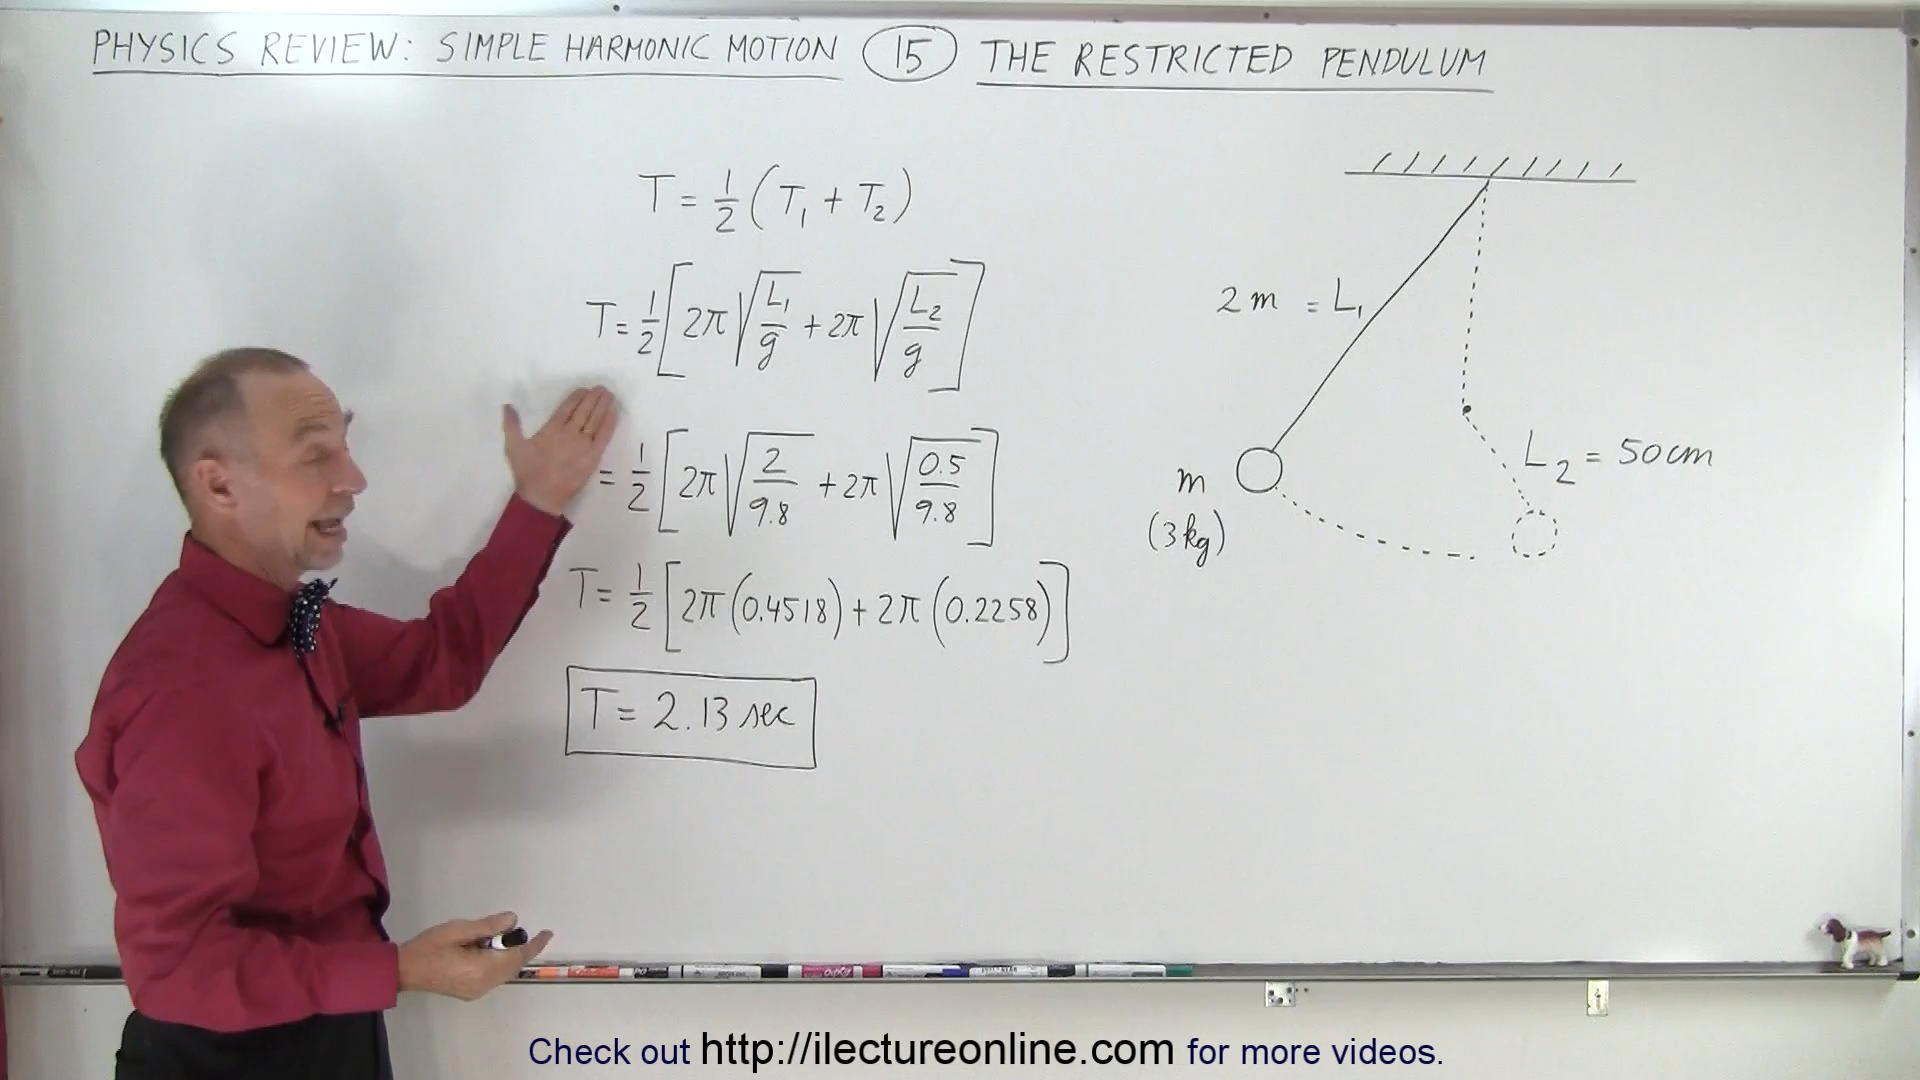 PHYSICS REVIEW: SIMPLE HARMONIC MOTION (15) THE RESTRICTED PENDULUM
T = 1/2 (T₁ + T₂)
T = 1/2 [2π√(L₁/g) + 2π√(L₂/g)]
= 1/2 [2π√(2/9.8) + 2π√(0.5/9.8)]
T = 1/2 [2π(0.4518) + 2π(0.2258)]
T = 2.13 sec
2 m = L₁
L₂ = 50 cm
m
(3 kg)
Check out http://ilectureonline.com for more videos.